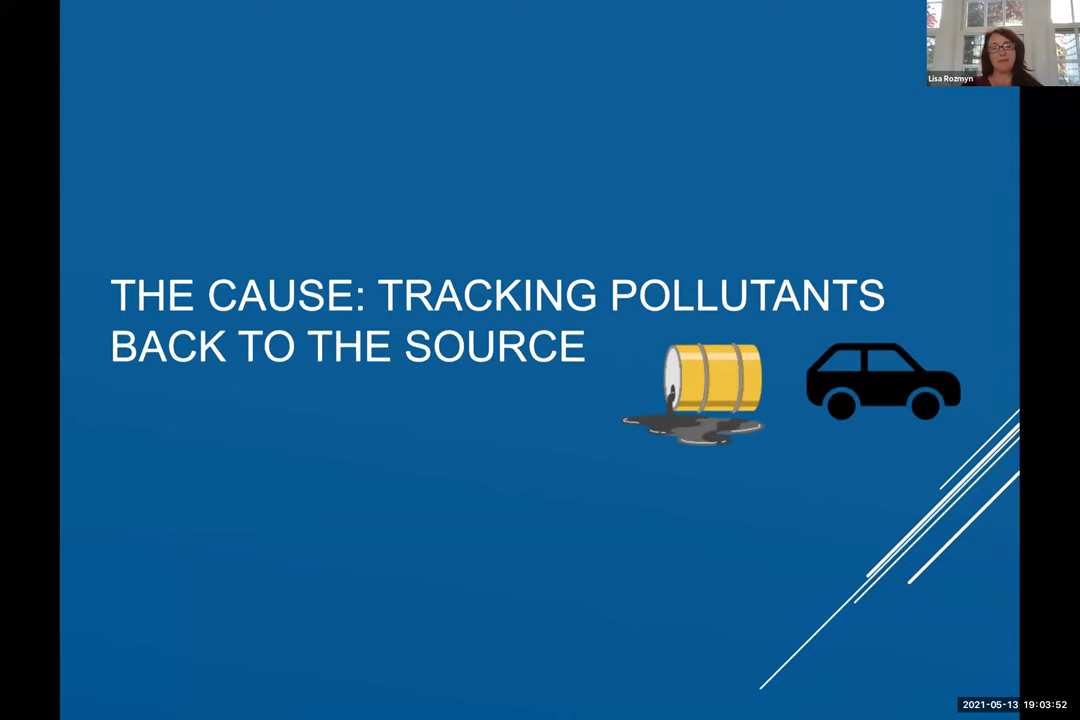 Lisa Rozmyn
THE CAUSE: TRACKING POLLUTANTS
BACK TO THE SOURCE
2021-05-13 19:03:52